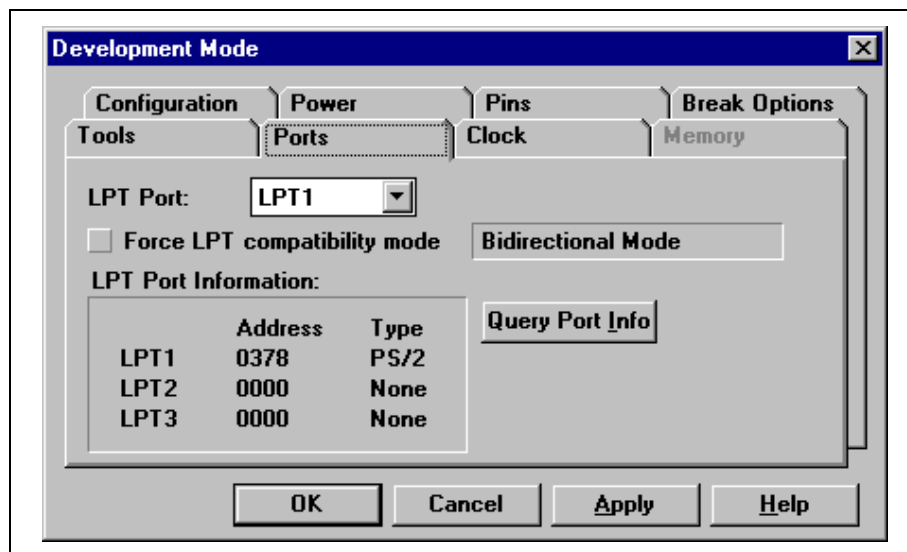 Development Mode
Configuration Power Pins Break Options
Tools Ports Clock Memory
LPT Port: LPT1
Force LPT compatibility mode Bidirectional Mode
LPT Port Information:
Query Port Info
Address Type
LPT1 0378 PS/2
LPT2 0000 None
LPT3 0000 None
OK Cancel Apply Help